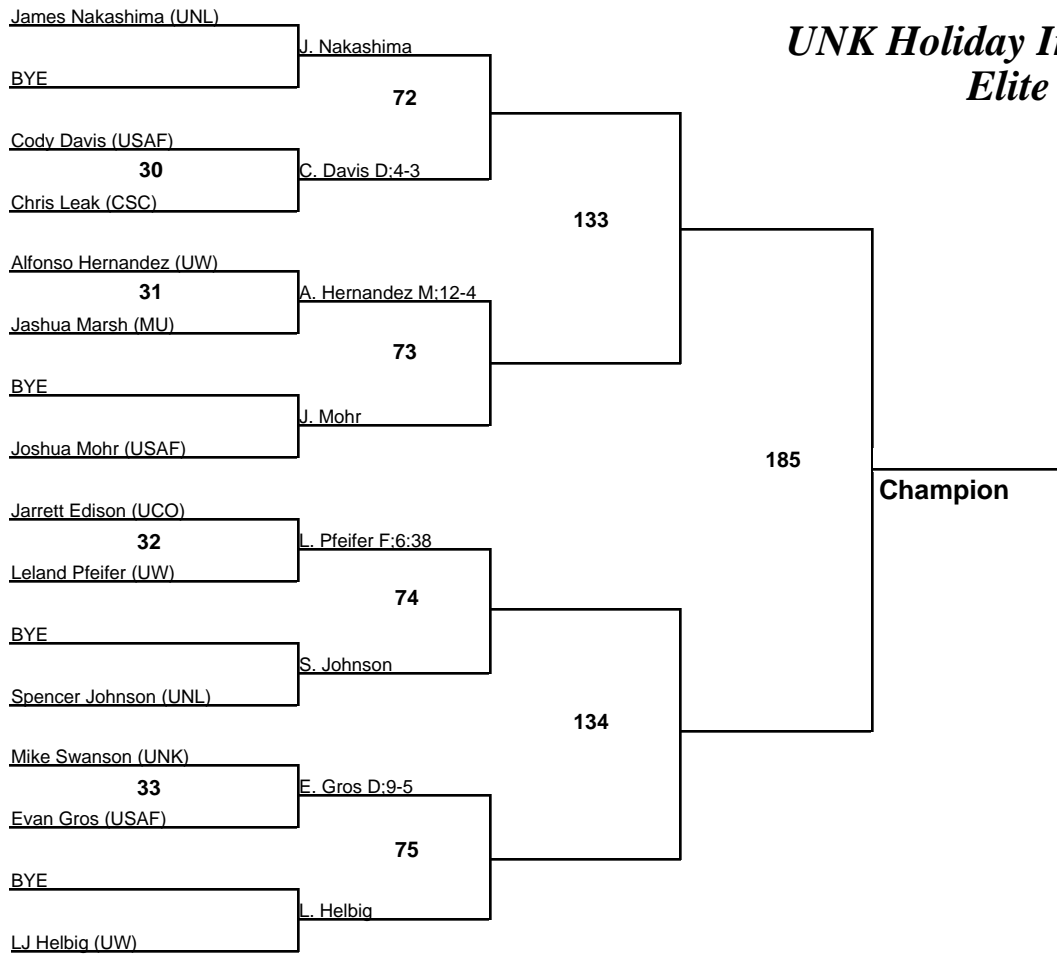 James Nakashima (UNL)
J. Nakashima
UNK Holiday
Elite
BYE
72
Cody Davis (USAF)
30
C. Davis D;4-3
Chris Leak (CSC)
133
Alfonso Hernandez (UW)
31
A. Hernandez M;12-4
Jashua Marsh (MU)
73
BYE
J. Mohr
Joshua Mohr (USAF)
185
Champion
Jarrett Edison (UCO)
32
L. Pfeifer F;6:38
Leland Pfeifer (UW)
74
BYE
S. Johnson
Spencer Johnson (UNL)
134
Mike Swanson (UNK)
33
E. Gros D;9-5
Evan Gros (USAF)
75
BYE
L. Helbig
LJ Helbig (UW)